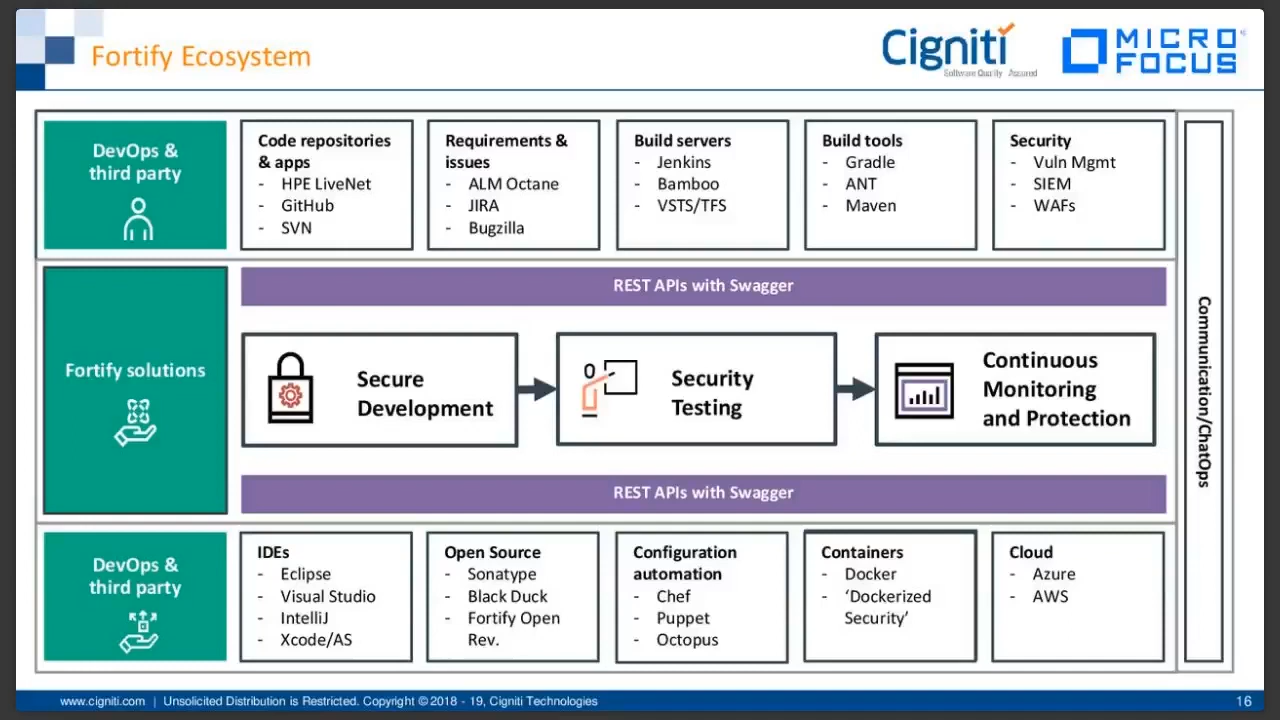 Fortify Ecosystem
Cigniti
Software Quality Assured
MICRO
FOCUS
DevOps &
third party
Code repositories
& apps
- HPE LiveNet
- GitHub
- SVN
Requirements &
issues
- ALM Octane
- JIRA
- Bugzilla
Build servers
- Jenkins
- Bamboo
- VSTS/TFS
Build tools
- Gradle
- ANT
- Maven
Security
- Vuln Mgmt
- SIEM
- WAFs
Communication/ChatOps
Fortify solutions
REST APIs with Swagger
Secure
Development
Security
Testing
Continuous
Monitoring
and Protection
REST APIs with Swagger
DevOps &
third party
IDEs
- Eclipse
- Visual Studio
- IntelliJ
- Xcode/AS
Open Source
- Sonatype
- Black Duck
- Fortify Open
Rev.
Configuration
automation
- Chef
- Puppet
- Octopus
Containers
- Docker
- ‘Dockerized
Security’
Cloud
- Azure
- AWS
www.cigniti.com | Unsolicited Distribution is Restricted. Copyright © 2018 - 19, Cigniti Technologies
16